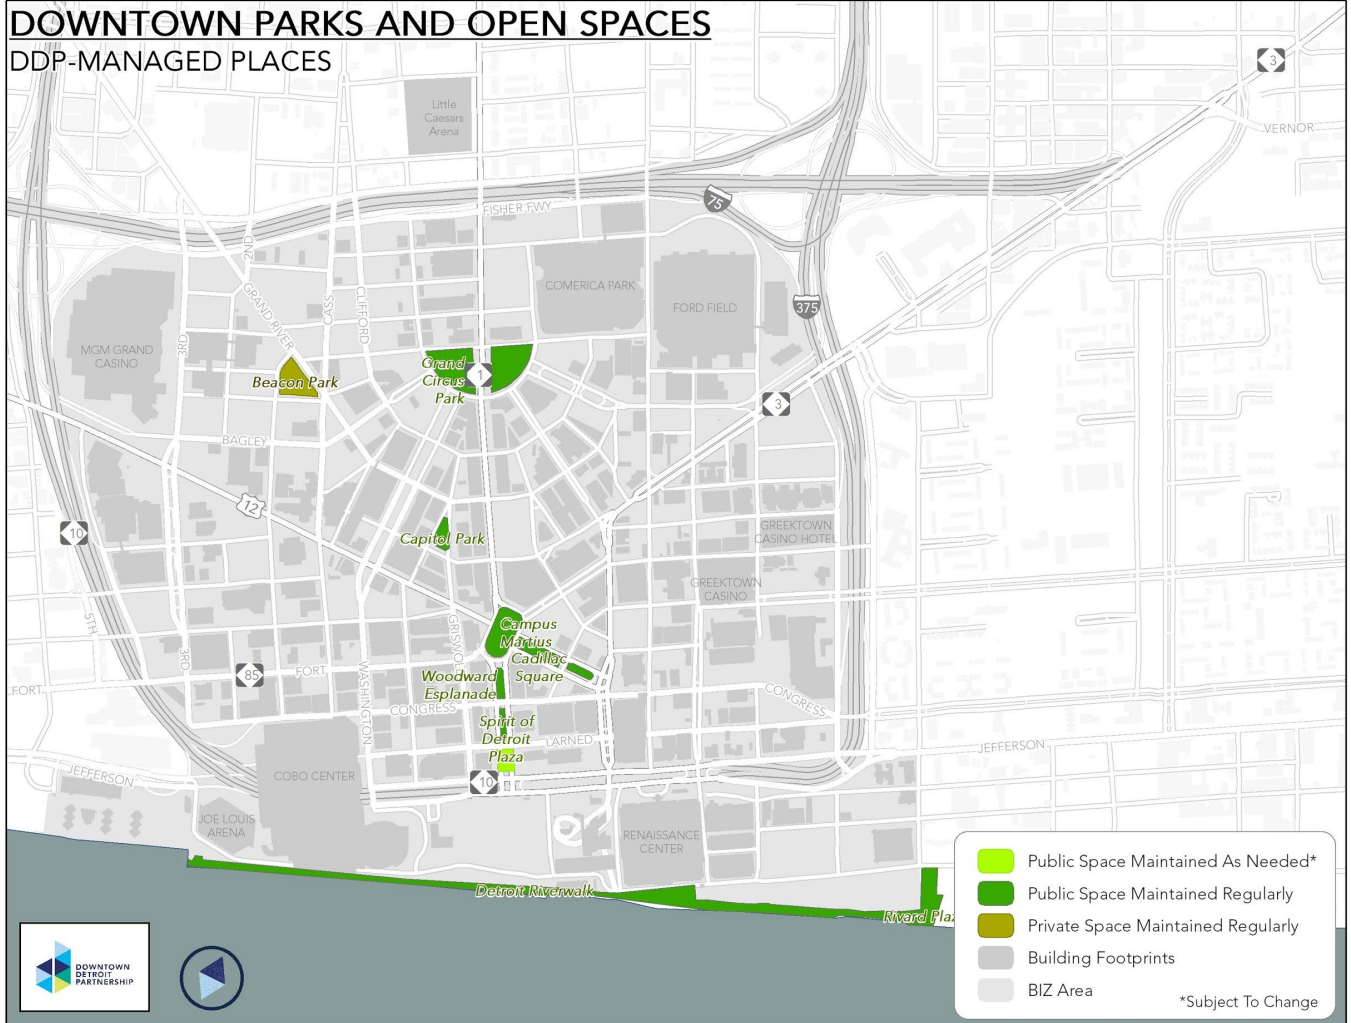 DOWNTOWN PARKS AND OPEN SPACES
DDP-MANAGED PLACES
3
Little
Caesars
Arena
VERNOR
75
FISHER FWY
2ND
GRAND RIVER
CASS
CLIFFORD
COMERICA PARK
FORD FIELD
375
MGM GRAND
CASINO
3RD
Beacon Park
Grand
Circus
Park
1
3
BAGLEY
12
10
Capitol Park
GREEKTOWN
CASINO HOTEL
GREEKTOWN
CASINO
5TH
Campus
Martius
Cadillac
Square
GRISWOLD
3RD
85
FORT
FORT
WASHINGTON
Woodward
Esplanade
CONGRESS
CONGRESS
Spirit of
Detroit
Plaza
LARNED
JEFFERSON
JEFFERSON
COBO CENTER
10
JOE LOUIS
ARENA
RENAISSANCE
CENTER
Detroit Riverwalk
Rivard Plaz
Public Space Maintained As Needed*
Public Space Maintained Regularly
Private Space Maintained Regularly
Building Footprints
BIZ Area
*Subject To Change
DOWNTOWN
DETROIT
PARTNERSHIP